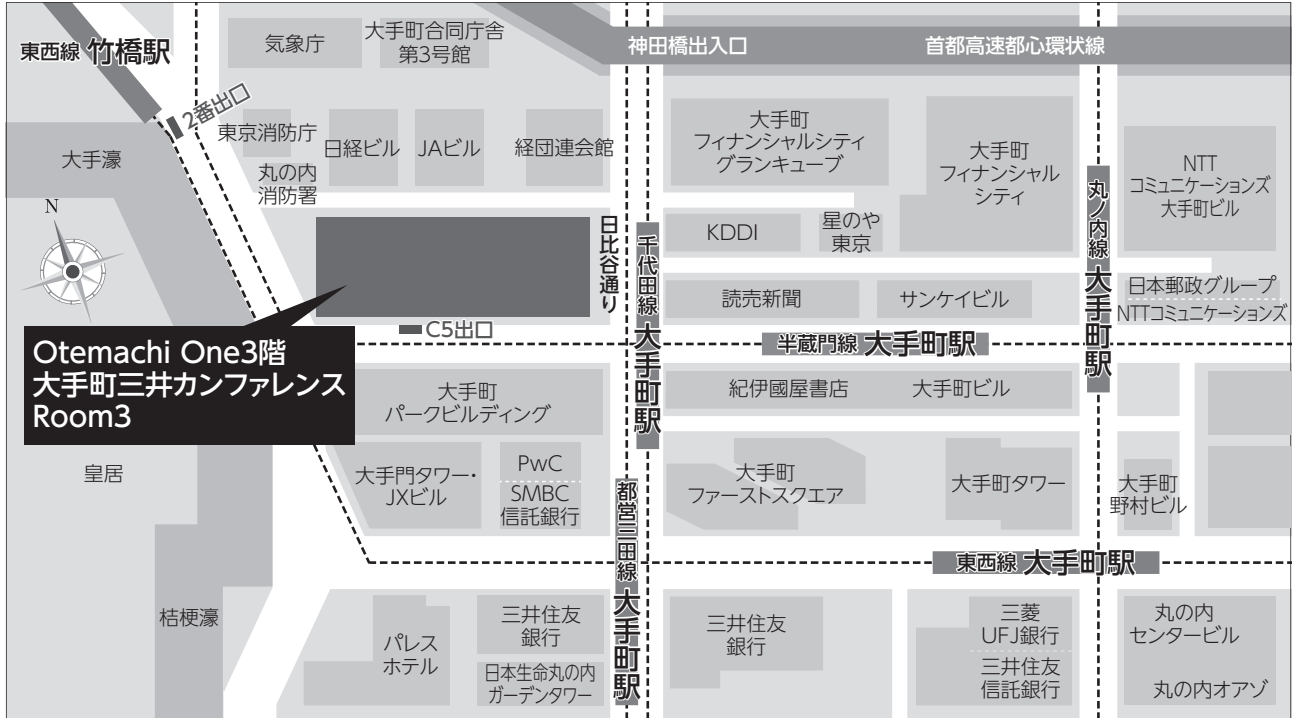 東西線 竹橋駅
2番出口
気象庁
大手町合同庁舎
第3号館
神田橋出入口
首都高速都心環状線
大手濠
東京消防庁
丸の内
消防署
日経ビル
JAビル
経団連会館
大手町
フィナンシャルシティ
グランキューブ
大手町
フィナンシャル
シティ
NTT
コミュニケーションズ
大手町ビル
N
日比谷通り
千代田線 大手町駅
KDDI
星のや
東京
丸ノ内線 大手町駅
読売新聞
サンケイビル
日本郵政グループ
NTTコミュニケーションズ
C5出口
半蔵門線 大手町駅
Otemachi One3階
大手町三井カンファレンス
Room3
大手町
パークビルディング
紀伊國屋書店
大手町ビル
皇居
大手門タワー・
JXビル
PwC
SMBC
信託銀行
都営三田線 大手町駅
大手町
ファーストスクエア
大手町タワー
大手町
野村ビル
東西線 大手町駅
桔梗濠
パレス
ホテル
三井住友
銀行
日本生命丸の内
ガーデンタワー
三井住友
銀行
三菱
UFJ銀行
三井住友
信託銀行
丸の内
センタービル
丸の内オアゾ